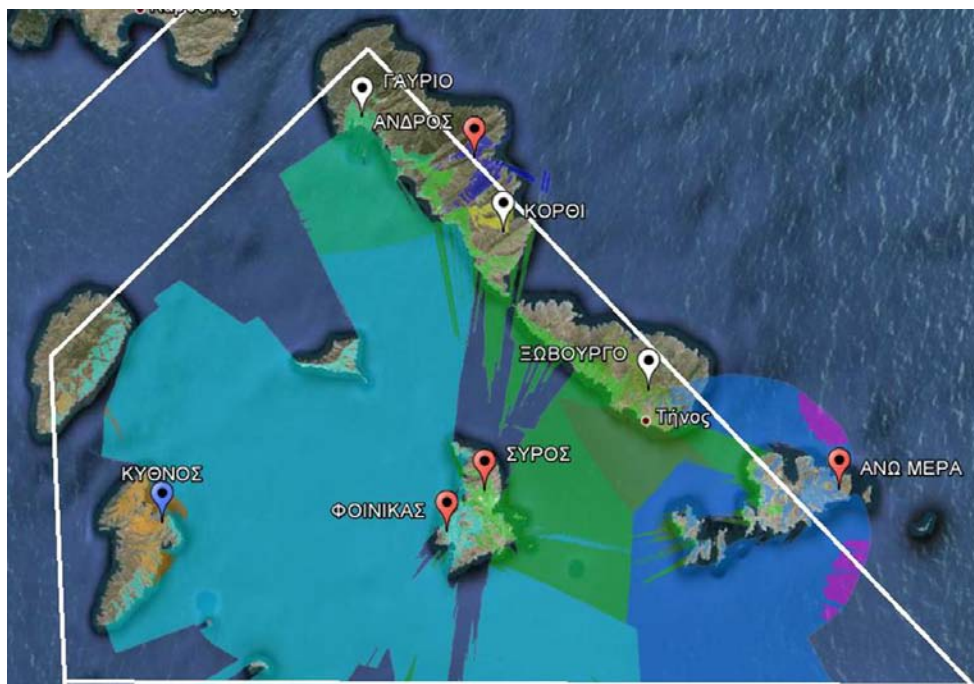 ΓΑΥΡΙΟ
ΑΝΔΡΟΣ
ΚΟΡΘΙ
ΞΩΒΟΥΡΓΟ
Τήνος
ΣΥΡΟΣ
ΑΝΩ ΜΕΡΑ
ΚΥΘΝΟΣ
ΦΟΙΝΙΚΑΣ